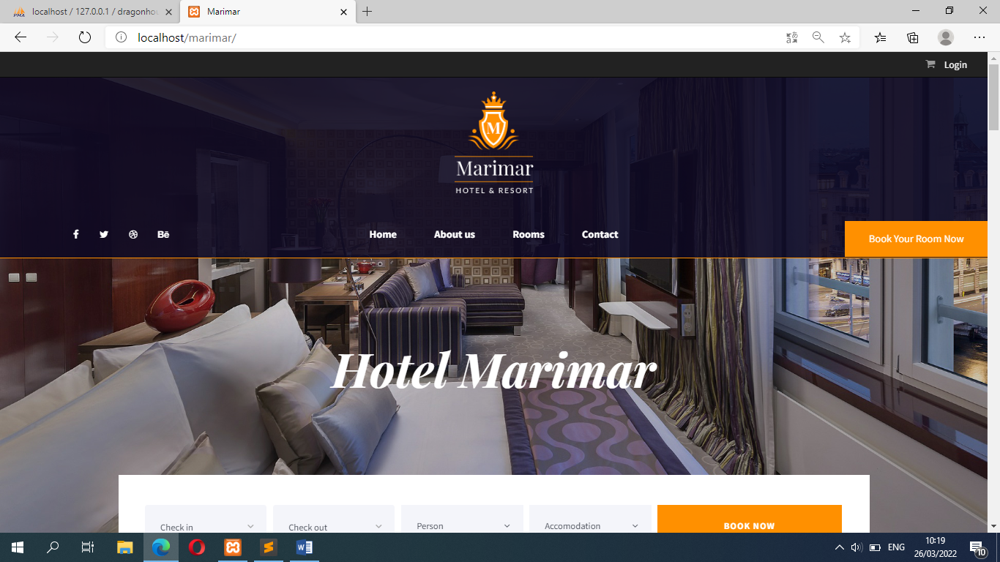 localhost / 127.0.0.1 / dragonhou
Marimar
localhost/marimar/
Login
M
Marimar
HOTEL & RESORT
Home
About us
Rooms
Contact
Book Your Room Now
Hotel Marimar
Check in
Check out
Person
Accomodation
BOOK NOW
ENG
10:19
26/03/2022
10